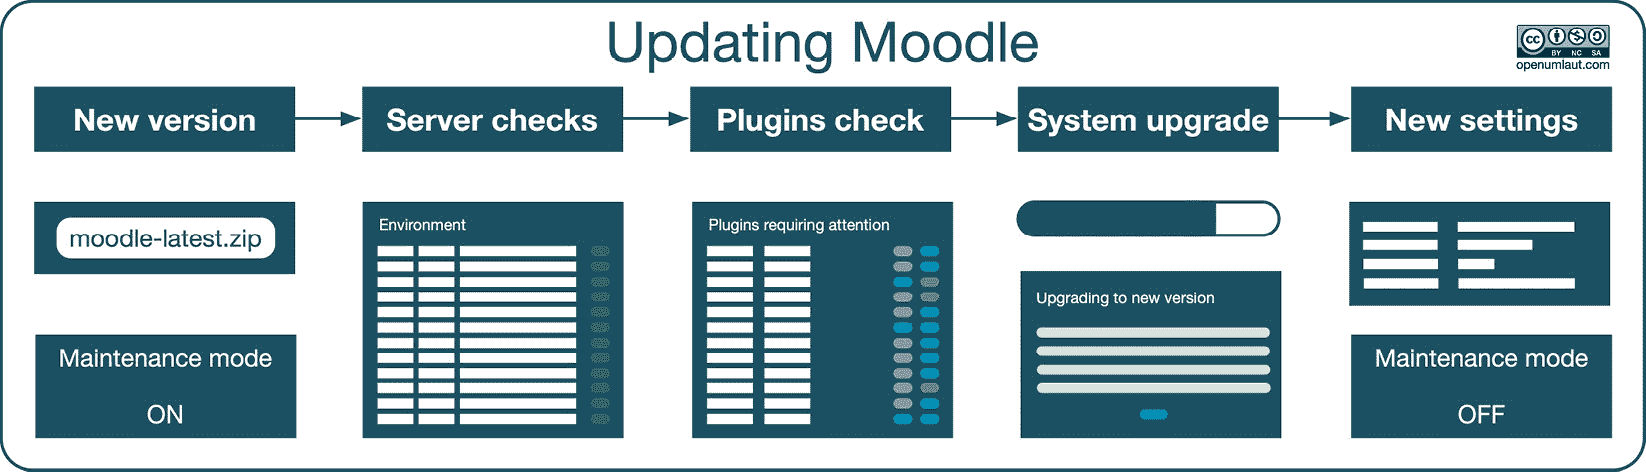 Updating Moodle
cc BY NC SA
openumlaut.com
New version
Server checks
Plugins check
System upgrade
New settings
moodle-latest.zip
Maintenance mode
ON
Environment
Plugins requiring attention
Upgrading to new version
Maintenance mode
OFF